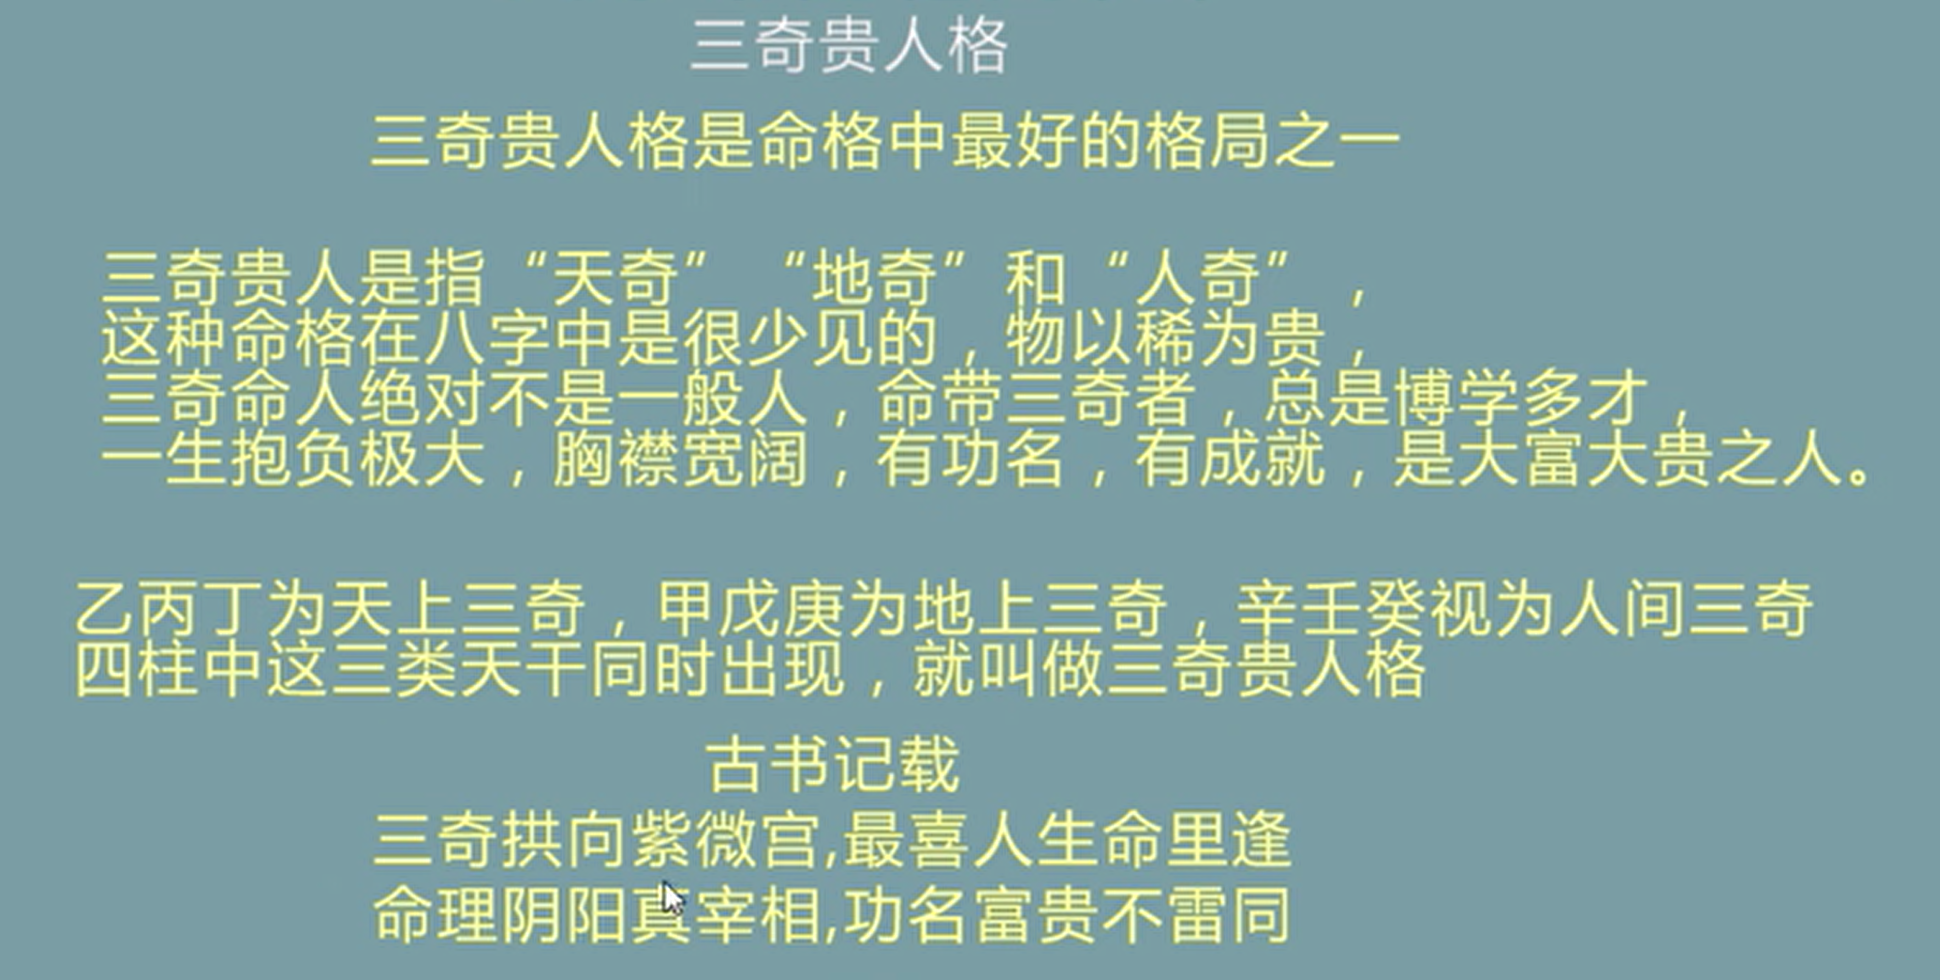 三奇贵人格
三奇贵人格是命格中最好的格局之一
三奇贵人是指“天奇” “地奇”和“人奇”，
这种命格在八字中是很少见的，物以稀为贵，
三奇命人绝对不是一般人，命带三奇者，总是博学多才，
一生抱负极大，胸襟宽阔，有功名，有成就，是大富大贵之人。
乙丙丁为天上三奇，甲戊庚为地上三奇，辛壬癸视为人间三奇
四柱中这三类天干同时出现，就叫做三奇贵人格
古书记载
三奇拱向紫微宫,最喜人生命里逢
命理阴阳真宰相,功名富贵不雷同